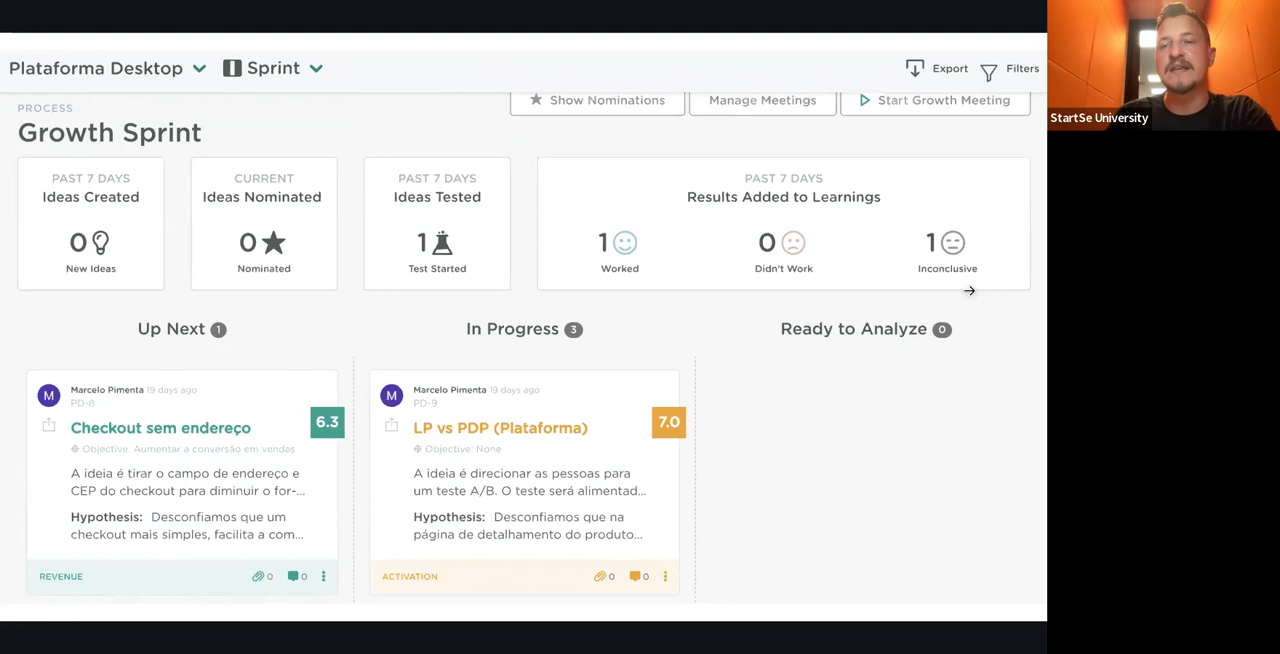 Plataforma Desktop Sprint Export Filters
PROCESS
Growth Sprint
Show Nominations Manage Meetings Start Growth Meeting
PAST 7 DAYS
Ideas Created
0
New Ideas
CURRENT
Ideas Nominated
0
Nominated
PAST 7 DAYS
Ideas Tested
1
Test Started
PAST 7 DAYS
Results Added to Learnings
1 0 1
Worked Didn't Work Inconclusive
Up Next 1
In Progress 3
Ready to Analyze 0
M
Marcelo Pimenta 19 days ago
PD-8
Checkout sem endereço
6.3
Objective: Aumentar a conversão em vendas
A ideia é tirar o campo de endereço e
CEP do checkout para diminuir o for-...
Hypothesis: Desconfiamos que um
checkout mais simples, facilita a com...
REVENUE 0 0
M
Marcelo Pimenta 19 days ago
PD-9
LP vs PDP (Plataforma)
7.0
Objective: None
A ideia é direcionar as pessoas para
um teste A/B. O teste será alimentad...
Hypothesis: Desconfiamos que na
página de detalhamento do produto...
ACTIVATION 0 0
StartSe University